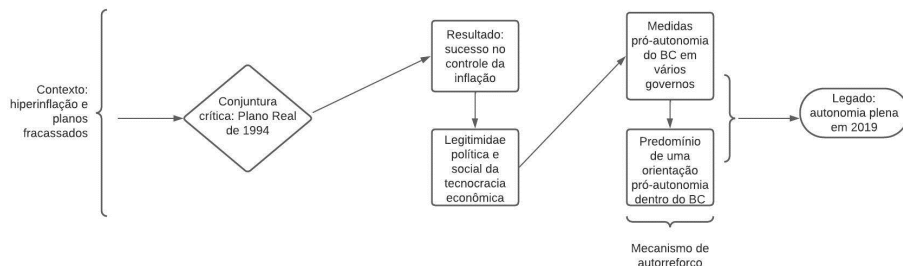 Contexto:
hiperinflação e
planos
fracassados
Conjuntura
crítica: Plano Real
de 1994
Resultado:
sucesso no
controle da
inflação
Legitimidae
política e
social da
tecnocracia
econômica
Medidas
pró-autonomia
do BC em
vários
governos
Predomínio
de uma
orientação
pró-autonomia
dentro do BC
Mecanismo de
autorreforço
Legado:
autonomia plena
em 2019